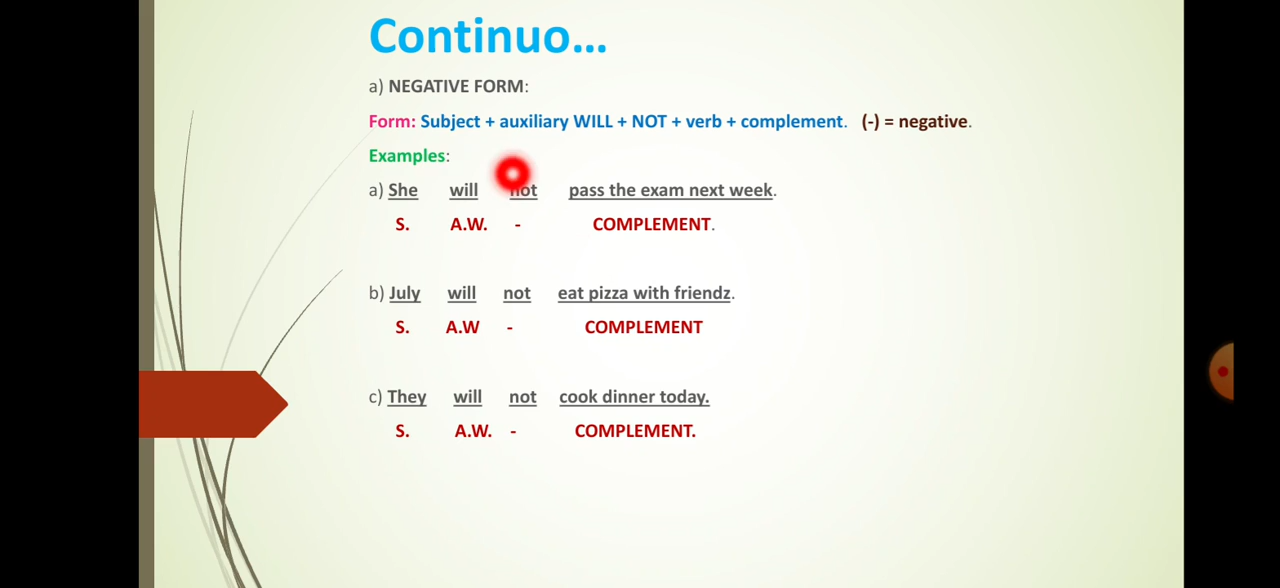 Continuo...
a) NEGATIVE FORM:
Form: Subject + auxiliary WILL + NOT + verb + complement. (-) = negative.
Examples:
a) She will not pass the exam next week.
S. A.W. - COMPLEMENT.
b) July will not eat pizza with friendz.
S. A.W - COMPLEMENT
c) They will not cook dinner today.
S. A.W. - COMPLEMENT.